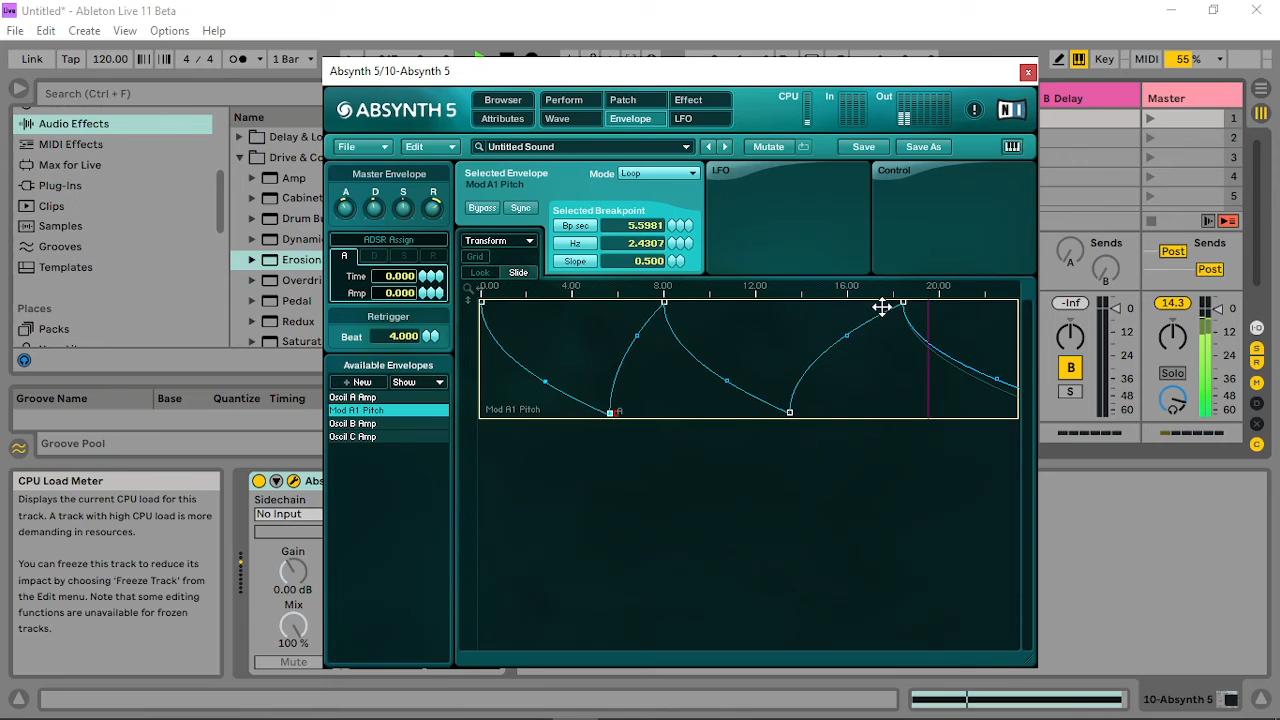 Live Untitled* - Ableton Live 11 Beta
File Edit Create View Options Help
Link Tap 120.00 4 / 4 1 Bar Key MIDI 55 %
Search (Ctrl + F)
Audio Effects
MIDI Effects
Max for Live
Plug-Ins
Clips
Samples
Grooves
Templates
Places
Packs
Name
Delay & Lo
Drive & C
Amp
Cabinet
Drum Bu
Dynami
Erosion
Overdri
Pedal
Redux
Saturat
Groove Name Base Quantize Timing
Groove Pool
CPU Load Meter
Displays the current CPU load for this
track. A track with high CPU load is more
demanding in resources.
You can freeze this track to reduce its
impact by choosing ‘Freeze Track’ from
the Edit menu. Note that some editing
functions are unavailable for frozen
tracks.
Abs
Sidechain
No Input
Gain
0.00 dB
Mix
100 %
Mute
Absynth 5/10-Absynth 5
x
ABSYNTH 5
Browser Perform Patch Effect
Attributes Wave Envelope LFO
CPU In Out
! NI
File Edit Untitled Sound Mutate Save Save As
Master Envelope
A D S R
ADSR Assign
A D S R
Time 0.000
Amp 0.000
Retrigger
Beat 4.000
Available Envelopes
+ New Show
Oscil A Amp
Mod A1 Pitch
Oscil B Amp
Oscil C Amp
Selected Envelope
Mod A1 Pitch
Mode Loop
Bypass Sync
Selected Breakpoint
Bp sec 5.5981
Hz 2.4307
Slope 0.500
Transform
Grid
Lock Slide
LFO
Control
0.00 4.00 8.00 12.00 16.00 20.00
Mod A1 Pitch
A
B Delay Master
1
2
3
4
5
Sends Sends
A
B
Post
Post
-Inf 14.3
0 0
12 12
24 24
36 36
48 48
60 60
B
S
Solo
I-O
S
R
M
D
X
C
10-Absynth 5